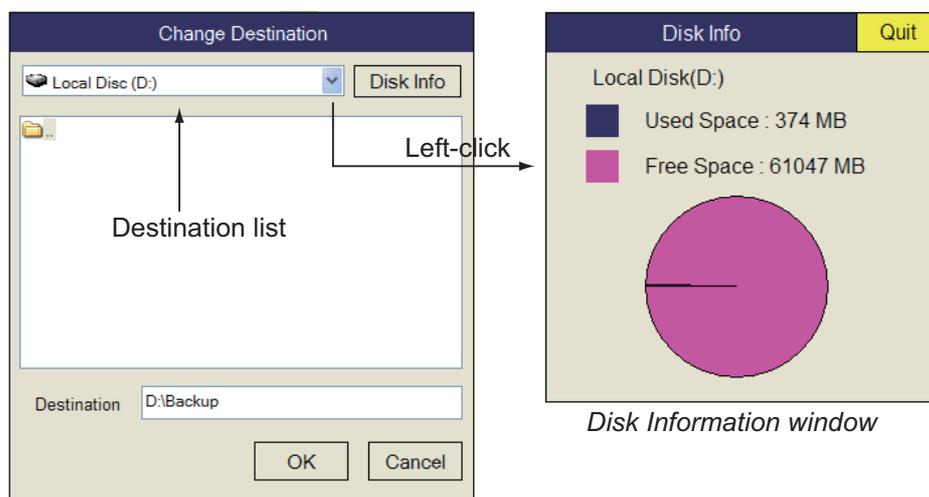 Change Destination
Local Disc (D:)
Disk Info
..
Left-click
Destination list
Destination
D:\Backup
OK
Cancel
Disk Info
Quit
Local Disk(D:)
Used Space : 374 MB
Free Space : 61047 MB
Disk Information window